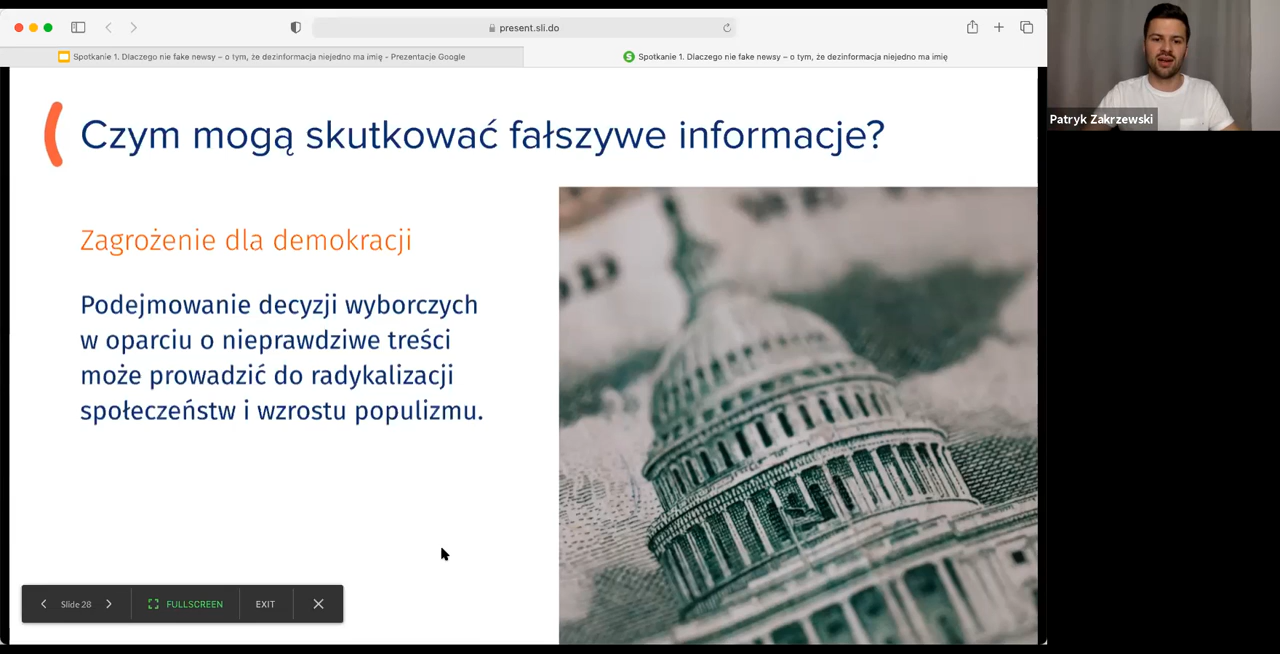 present.sli.do
Spotkanie 1. Dlaczego nie fake newsy – o tym, że dezinformacja niejedno ma imię - Prezentacje Google
Spotkanie 1. Dlaczego nie fake newsy – o tym, że dezinformacja niejedno ma imię
Patryk Zakrzewski
Czym mogą skutkować fałszywe informacje?
Zagrożenie dla demokracji
Podejmowanie decyzji wyborczych
w oparciu o nieprawdziwe treści
może prowadzić do radykalizacji
społeczeństw i wzrostu populizmu.
Slide 28
FULLSCREEN
EXIT